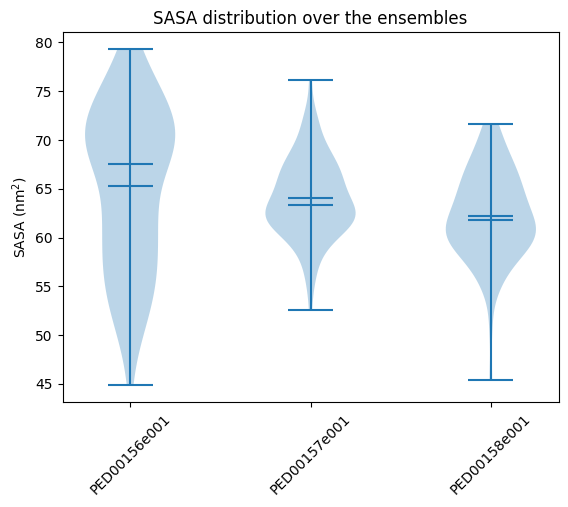 SASA distribution over the ensembles
SASA (nm²)
80
75
70
65
60
55
50
45
PED00156e001
PED00157e001
PED00158e001